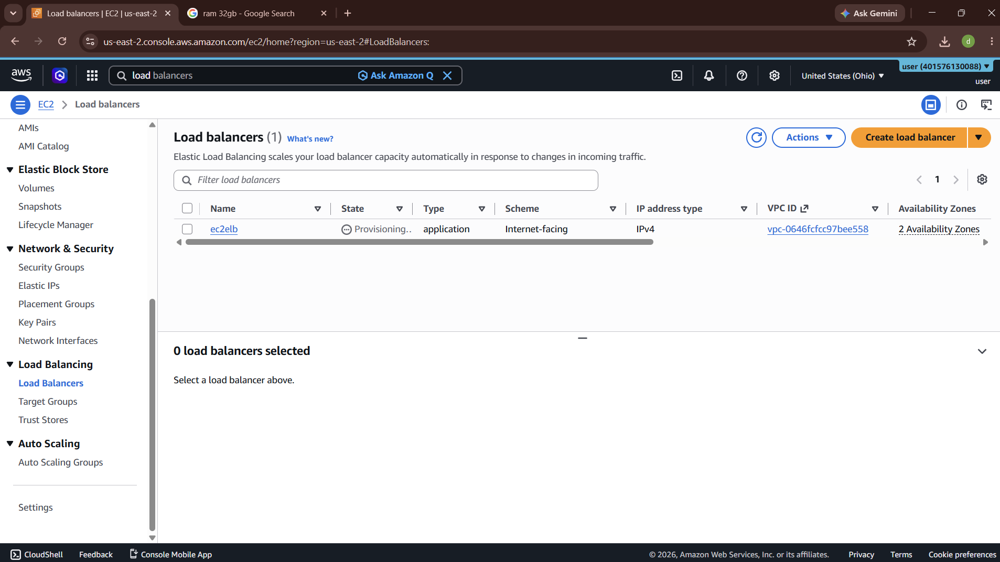 Load balancers | EC2 | us-east-2
ram 32gb - Google Search
Ask Gemini
us-east-2.console.aws.amazon.com/ec2/home?region=us-east-2#LoadBalancers:
d
aws
load balancers
Ask Amazon Q
United States (Ohio)
user (401576130088)
user
EC2
Load balancers
AMIs
AMI Catalog
Elastic Block Store
Volumes
Snapshots
Lifecycle Manager
Network & Security
Security Groups
Elastic IPs
Placement Groups
Key Pairs
Network Interfaces
Load Balancing
Load Balancers
Target Groups
Trust Stores
Auto Scaling
Auto Scaling Groups
Settings
Load balancers (1) What's new?
Actions
Create load balancer
Elastic Load Balancing scales your load balancer capacity automatically in response to changes in incoming traffic.
Filter load balancers
1
Name State Type Scheme IP address type VPC ID Availability Zones
ec2elb Provisioning.. application Internet-facing IPv4 vpc-0646fcfcc97bee558 2 Availability Zones
0 load balancers selected
Select a load balancer above.
CloudShell Feedback Console Mobile App © 2026, Amazon Web Services, Inc. or its affiliates. Privacy Terms Cookie preferences